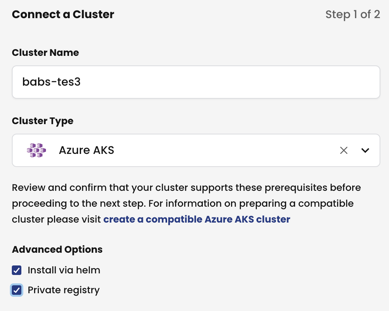 Connect a Cluster
Step 1 of 2
Cluster Name
babs-tes3
Cluster Type
Azure AKS
Review and confirm that your cluster supports these prerequisites before
proceeding to the next step. For information on preparing a compatible
cluster please visit create a compatible Azure AKS cluster
Advanced Options
Install via helm
Private registry